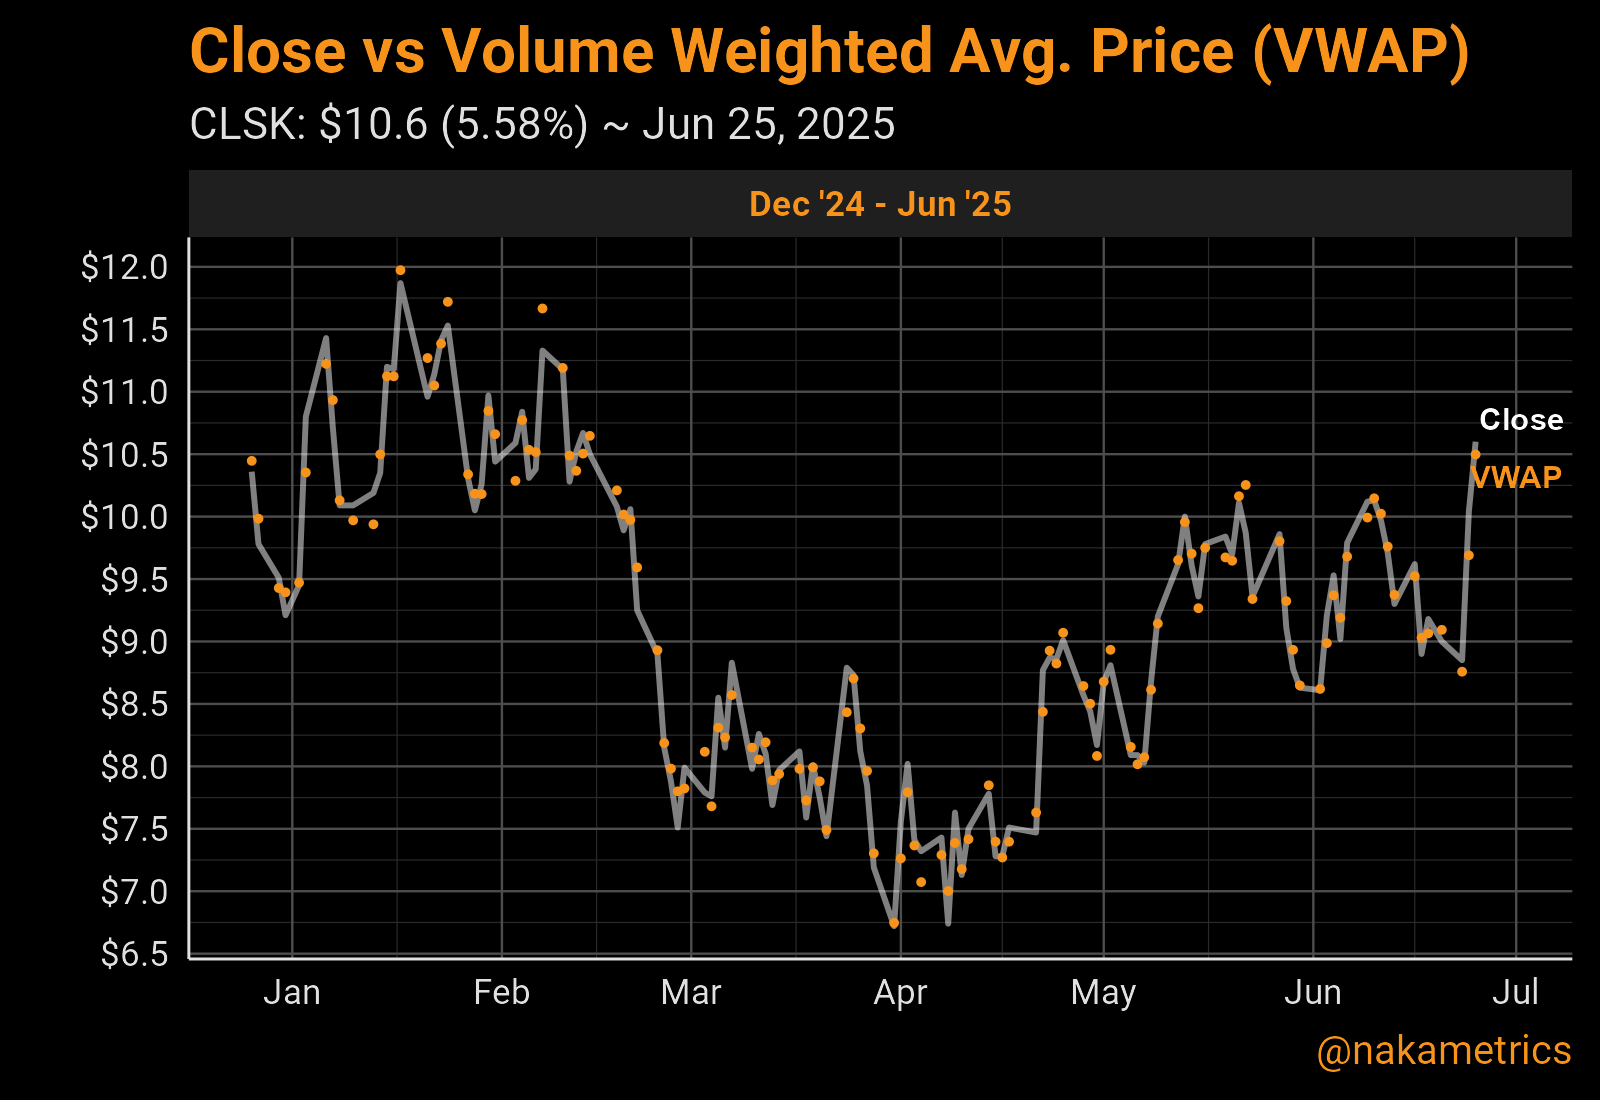 Close vs Volume Weighted Avg. Price (VWAP)
CLSK: $10.6 (5.58%) ~ Jun 25, 2025
Dec '24 - Jun '25
$12.0
$11.5
$11.0
$10.5
$10.0
$9.5
$9.0
$8.5
$8.0
$7.5
$7.0
$6.5
Close
VWAP
Jan Feb Mar Apr May Jun Jul
@nakametrics